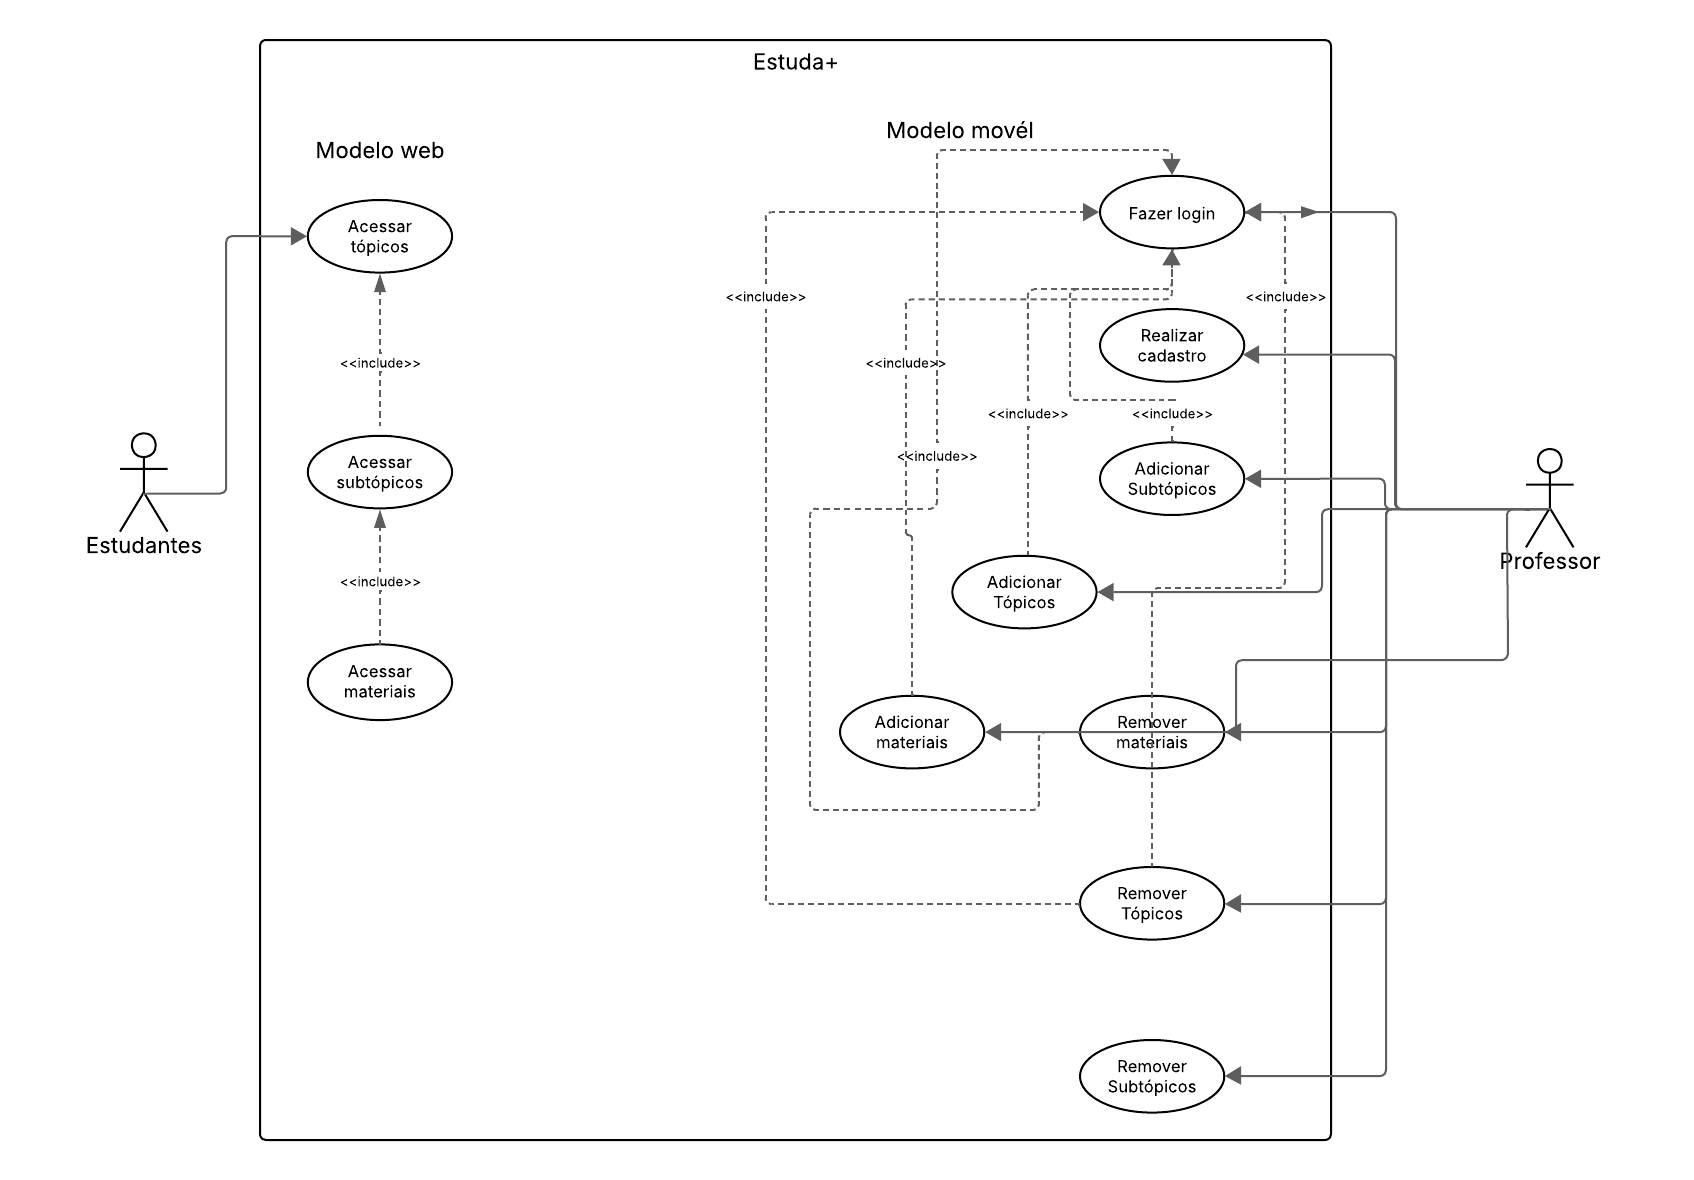 Estuda+
Modelo movél
Modelo web
Fazer login
Acessar
tópicos
<<include>>
<<include>>
Realizar
cadastro
<<include>>
<<include>>
<<include>>
<<include>>
<<include>>
Acessar
subtópicos
Adicionar
Subtópicos
Estudantes
Professor
<<include>>
Adicionar
Tópicos
Acessar
materiais
Adicionar
materiais
Remover
materiais
Remover
Tópicos
Remover
Subtópicos